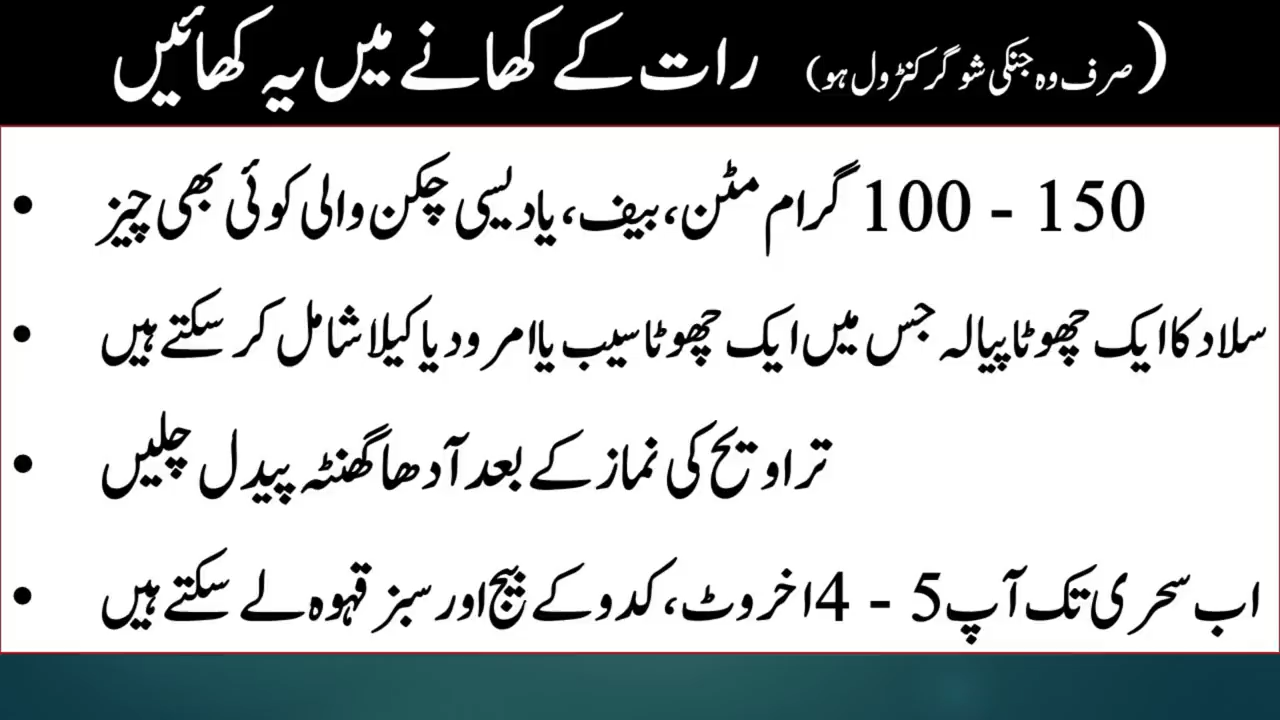 (صرف وہ جنکی شوگر کنڑول ہو) رات کے کھانے میں یہ کھائیں
• 150 - 100 گرام مٹن، بیف، یا دیسی چکن والی کوئی بھی چیز
• سلاد کا ایک چھوٹا پیالہ جس میں ایک چھوٹا سیب یا امرود یا کیلا شامل کر سکتے ہیں
• تراویح کی نماز کے بعد آدھا گھنٹہ پیدل چلیں
• اب سحری تک آپ 5 - 4 اخروٹ، کدو کے بیج اور سبز قہوہ لے سکتے ہیں